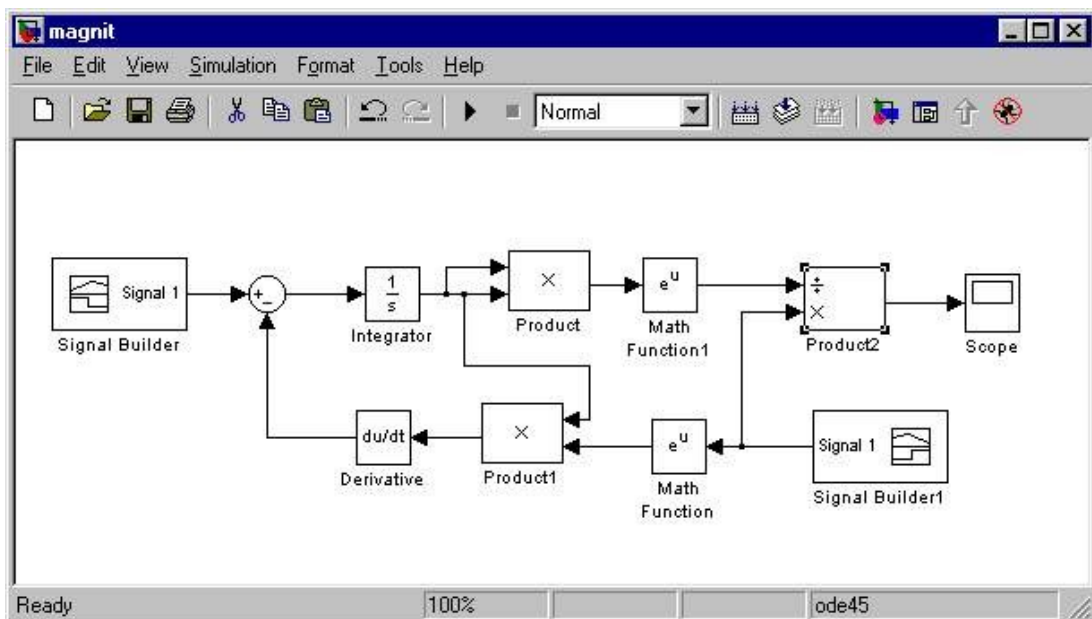 magnit
File Edit View Simulation Format Tools Help
Normal
Signal 1
Signal Builder
+
−
1
s
Integrator
×
Product
e^u
Math
Function1
÷
×
Product2
Scope
du/dt
Derivative
×
Product1
e^u
Math
Function
Signal 1
Signal Builder1
Ready 100% ode45